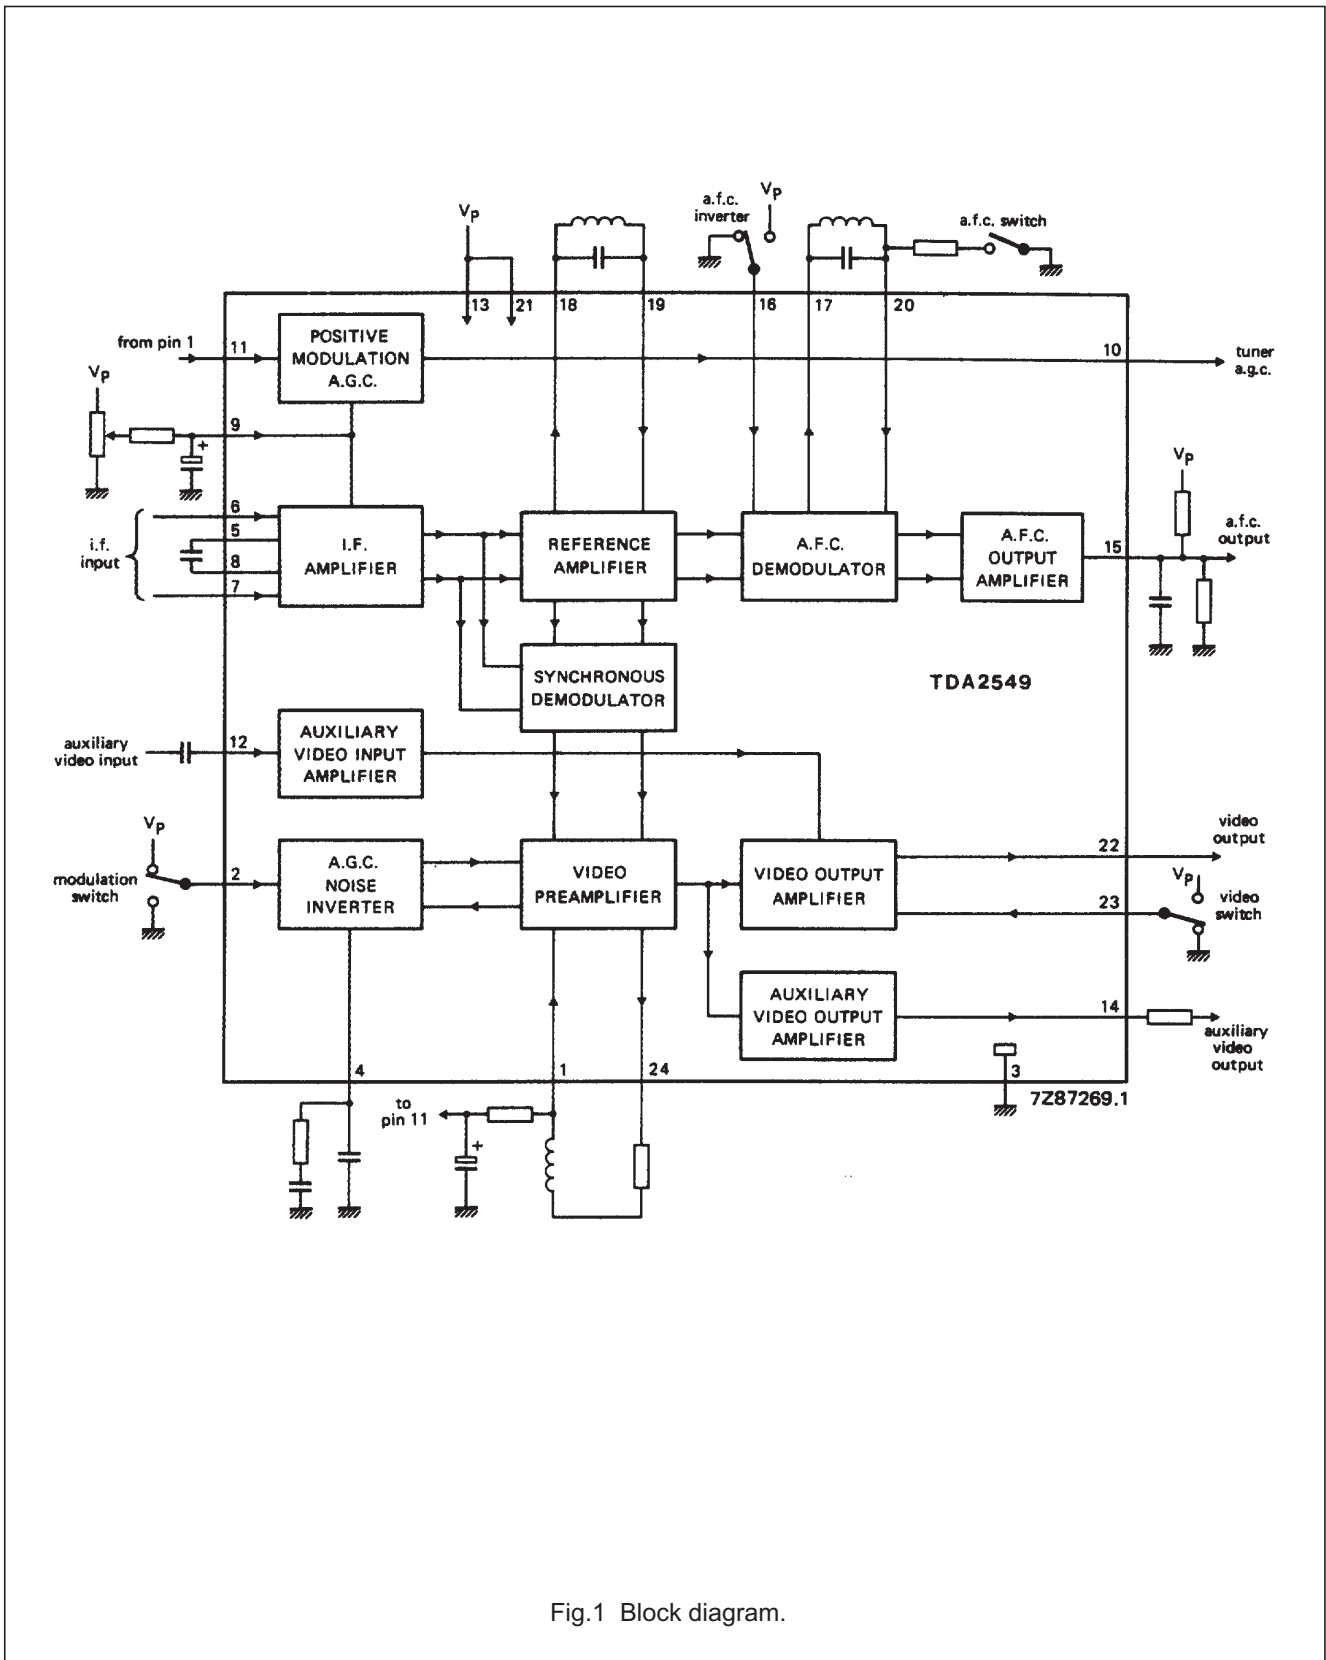 a.f.c.
inverter
Vp
Vp
a.f.c. switch
13
21
18
19
16
17
20
from pin 1
11
POSITIVE
MODULATION
A.G.C.
10
tuner
a.g.c.
Vp
9
+
Vp
i.f.
input
6
5
8
7
I.F.
AMPLIFIER
REFERENCE
AMPLIFIER
A.F.C.
DEMODULATOR
A.F.C.
OUTPUT
AMPLIFIER
15
a.f.c.
output
SYNCHRONOUS
DEMODULATOR
TDA2549
auxiliary
video input
12
AUXILIARY
VIDEO INPUT
AMPLIFIER
Vp
modulation
switch
2
A.G.C.
NOISE
INVERTER
VIDEO
PREAMPLIFIER
VIDEO OUTPUT
AMPLIFIER
22
video
output
23
Vp
video
switch
AUXILIARY
VIDEO OUTPUT
AMPLIFIER
14
auxiliary
video
output
4
1
24
3
to
pin 11
+
7Z87269.1
Fig.1 Block diagram.